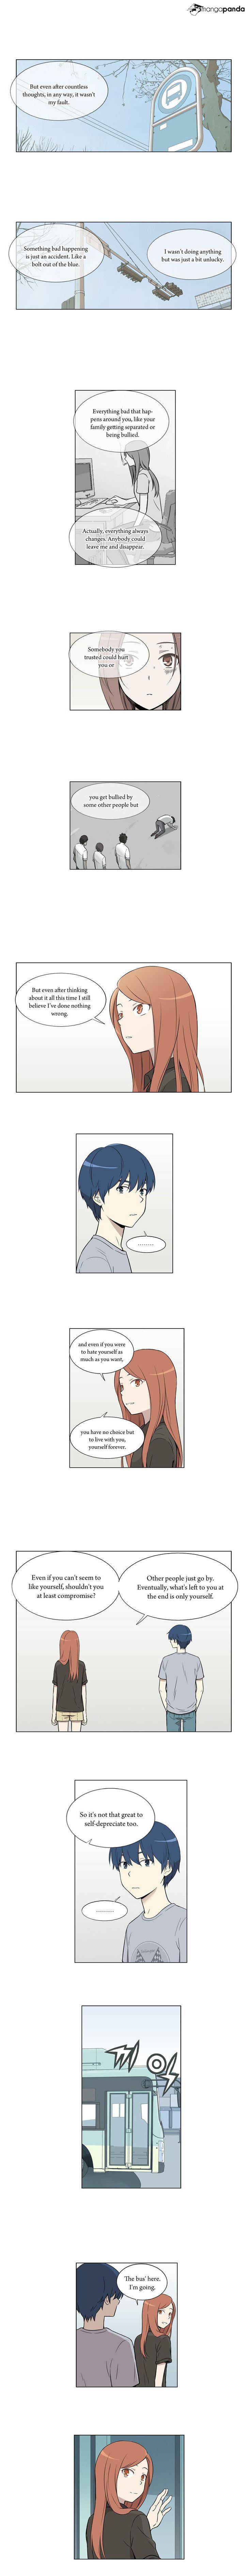 mangapanda
But even after countless
thoughts, in any way, it wasn't
my fault.
Something bad happening
is just an accident. Like a
bolt out of the blue.
I wasn't doing anything
but was just a bit unlucky.
Everything bad that hap-
pens around you, like your
family getting separated or
being bullied.
Actually, everything always
changes. Anybody could
leave me and disappear.
Somebody you
trusted could hurt
you or
you get bullied by
some other people but
But even after thinking
about it all this time I still
believe I've done nothing
wrong.
........
and even if you were
to hate yourself as
much as you want,
you have no choice but
to live with you,
yourself forever.
Even if you can't seem to
like yourself, shouldn't you
at least compromise?
Other people just go by.
Eventually, what's left to you at
the end is only yourself.
So it's not that great to
self-depreciate too.
The bus' here.
I'm going.